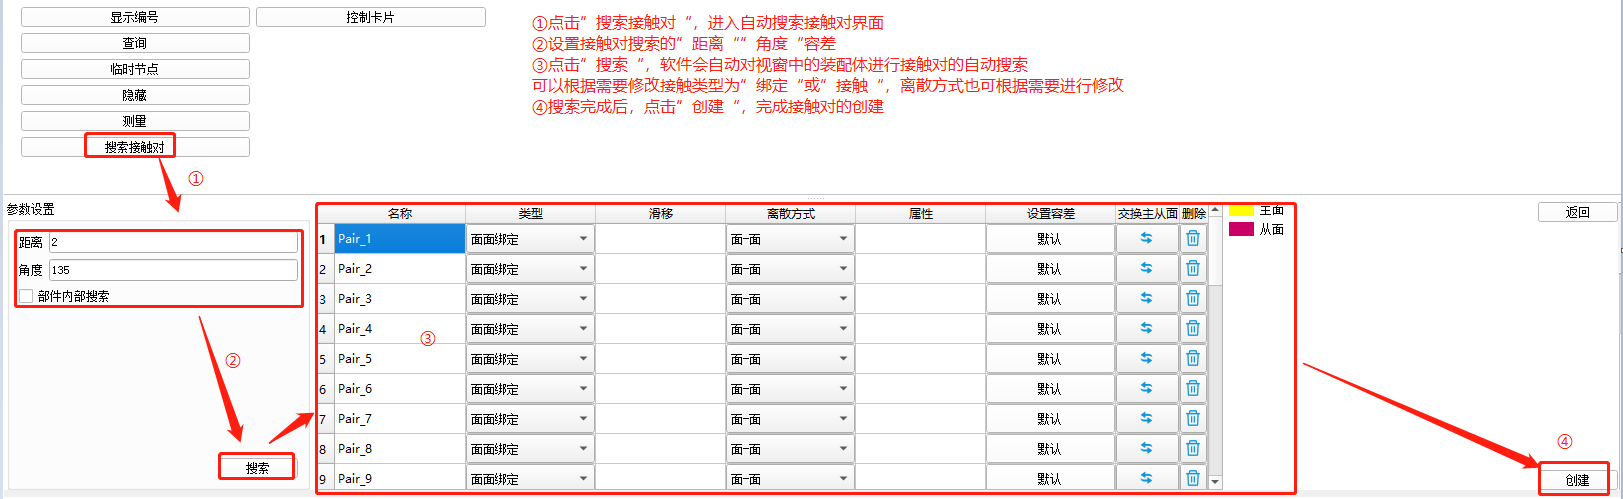 显示编号
控制卡片
查询
临时节点
隐藏
测量
搜索接触对
①点击”搜索接触对“，进入自动搜索接触对界面
②设置接触对搜索的”距离“”角度“容差
③点击”搜索“，软件会自动对视窗中的装配体进行接触对的自动搜索
可以根据需要修改接触类型为”绑定“或”接触“，离散方式也可根据需要进行修改
④搜索完成后，点击”创建“，完成接触对的创建
①
参数设置
距离 2
角度 135
部件内部搜索
②
搜索
名称 类型 滑移 离散方式 属性 设置容差 交换主从面 删除
1 Pair_1 面面绑定 面-面 默认
2 Pair_2 面面绑定 面-面 默认
3 Pair_3 面面绑定 面-面 默认
4 Pair_4 面面绑定 面-面 默认
③
5 Pair_5 面面绑定 面-面 默认
6 Pair_6 面面绑定 面-面 默认
7 Pair_7 面面绑定 面-面 默认
8 Pair_8 面面绑定 面-面 默认
9 Pair_9 面面绑定 面-面 默认
主面
从面
返回
④
创建